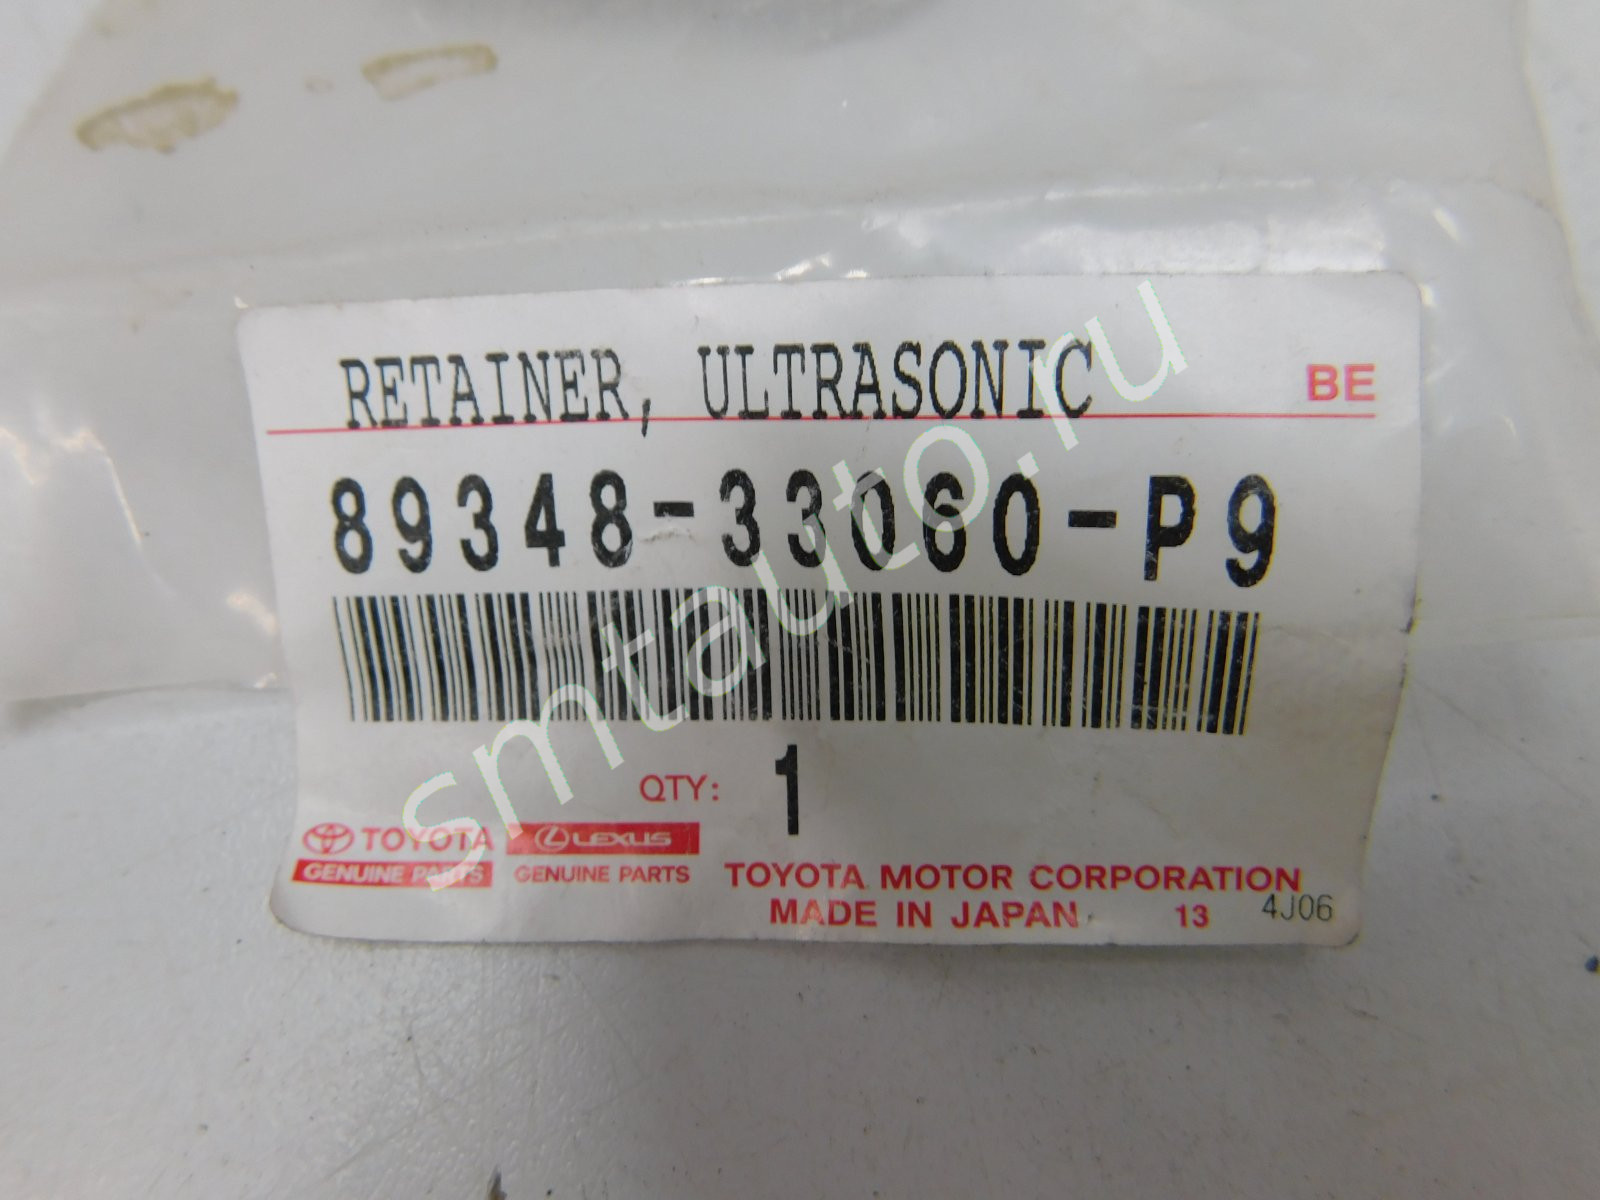 RETAINER, ULTRASONIC BE
89348-33060-P9
QTY: 1
TOYOTA LEXUS
GENUINE PARTS GENUINE PARTS TOYOTA MOTOR CORPORATION
MADE IN JAPAN 13 4J06
smtauto.ru